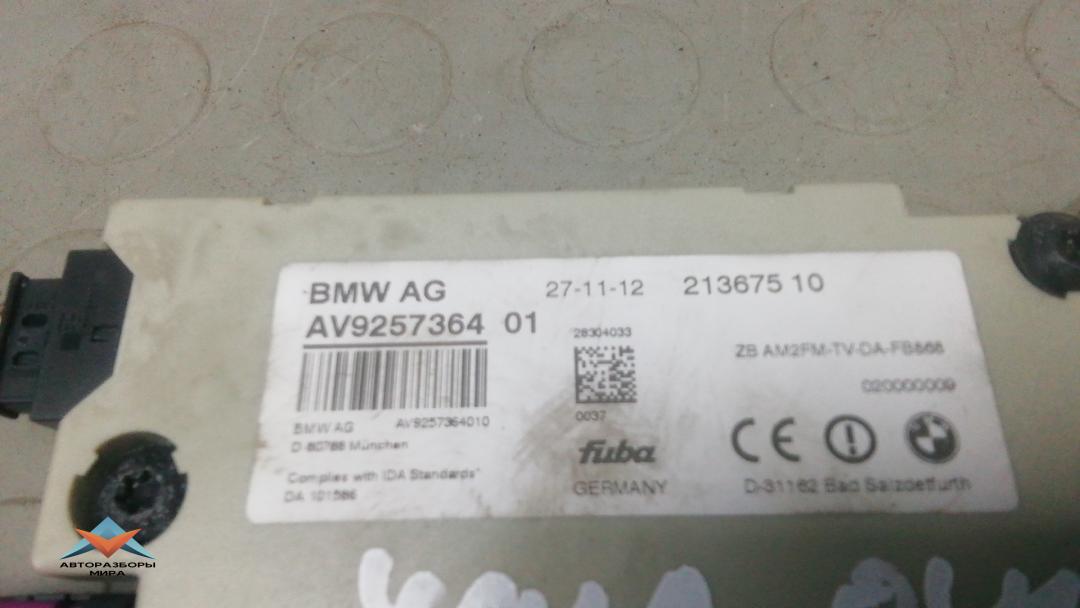 BMW AG
27-11-12
213675 10
AV9257364 01
28304033
ZB AM2FM-TV-DA-FB868
020000009
0037
BMW AG AV9257364010
D-80788 München
fuba
Complies with IDA Standards"
DA 101586
GERMANY
CE
D-31162 Bad Salzdetfurth
АВТОРАЗБОРЫ
МИРА